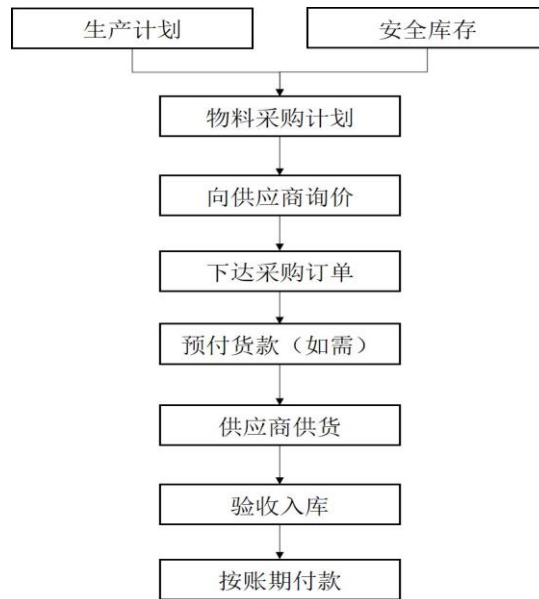 生产计划
安全库存
物料采购计划
向供应商询价
下达采购订单
预付货款（如需）
供应商供货
验收入库
按账期付款